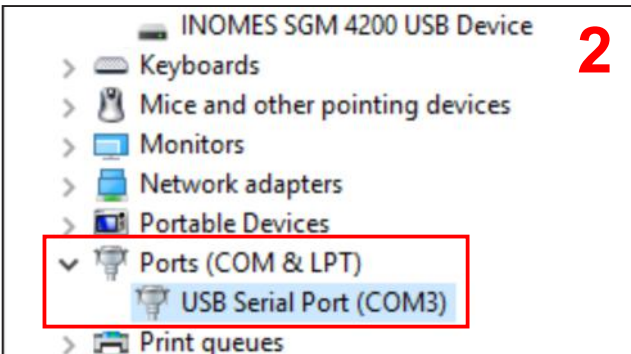 INOMES SGM 4200 USB Device
2
Keyboards
Mice and other pointing devices
Monitors
Network adapters
Portable Devices
Ports (COM & LPT)
USB Serial Port (COM3)
Print queues